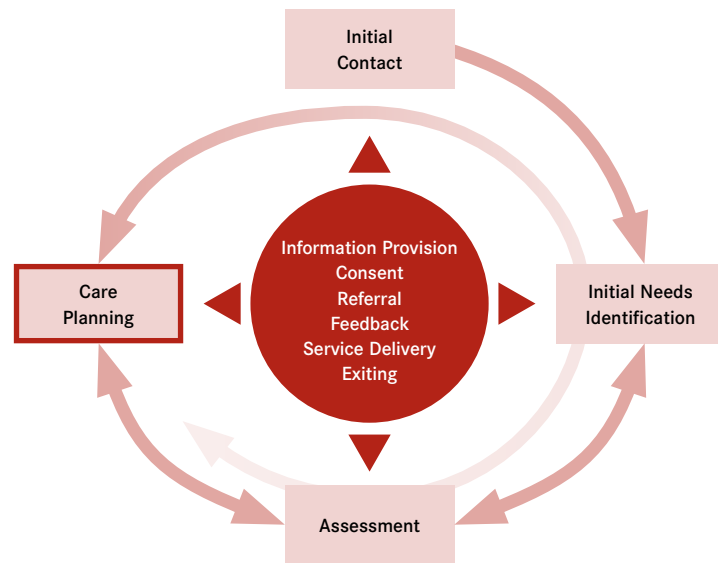 Initial
Contact
Information Provision
Consent
Referral
Feedback
Service Delivery
Exiting
Care
Planning
Initial Needs
Identification
Assessment